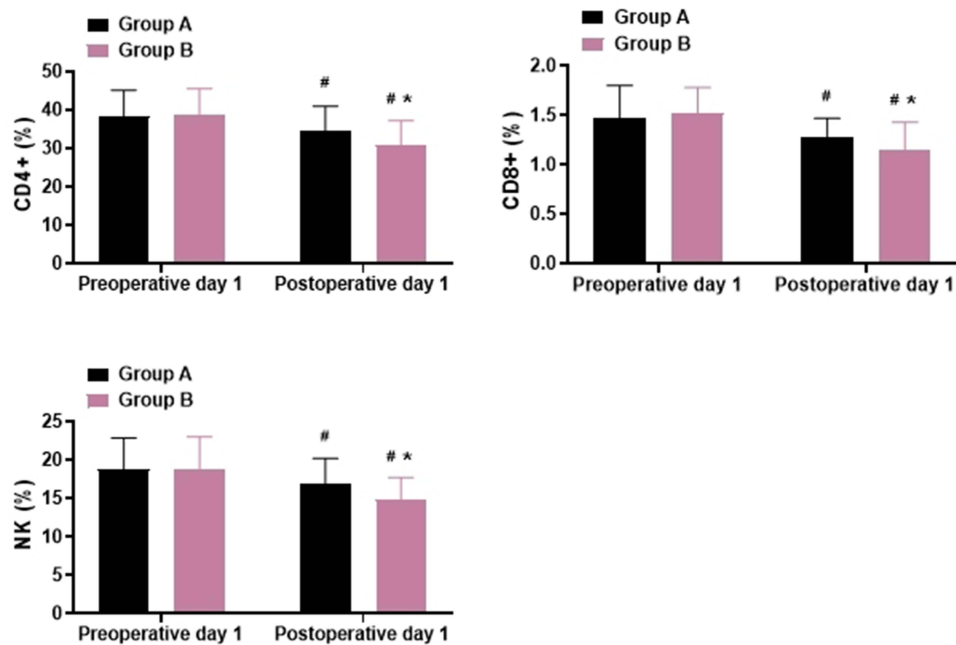 Group A
Group B
50
40
30
20
10
0
CD4+ (%)
#
# *
Preoperative day 1 Postoperative day 1
Group A
Group B
2.0
1.5
1.0
0.5
0.0
CD8+ (%)
#
# *
Preoperative day 1 Postoperative day 1
Group A
Group B
25
20
15
10
5
0
NK (%)
#
# *
Preoperative day 1 Postoperative day 1